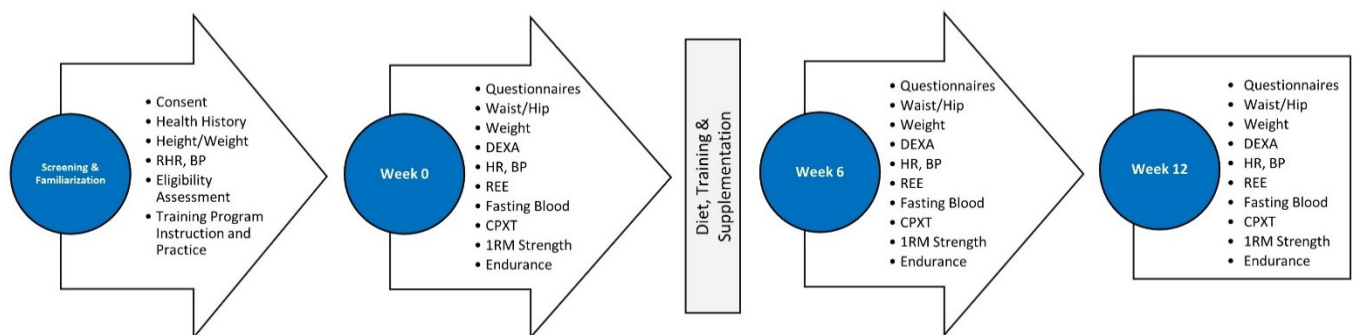 Screening &
Familiarization
• Consent
• Health History
• Height/Weight
• RHR, BP
• Eligibility
Assessment
• Training Program
Instruction and
Practice
Week 0
• Questionnaires
• Waist/Hip
• Weight
• DEXA
• HR, BP
• REE
• Fasting Blood
• CPXT
• 1RM Strength
• Endurance
Diet, Training &
Supplementation
Week 6
• Questionnaires
• Waist/Hip
• Weight
• DEXA
• HR, BP
• REE
• Fasting Blood
• CPXT
• 1RM Strength
• Endurance
Week 12
• Questionnaires
• Waist/Hip
• Weight
• DEXA
• HR, BP
• REE
• Fasting Blood
• CPXT
• 1RM Strength
• Endurance